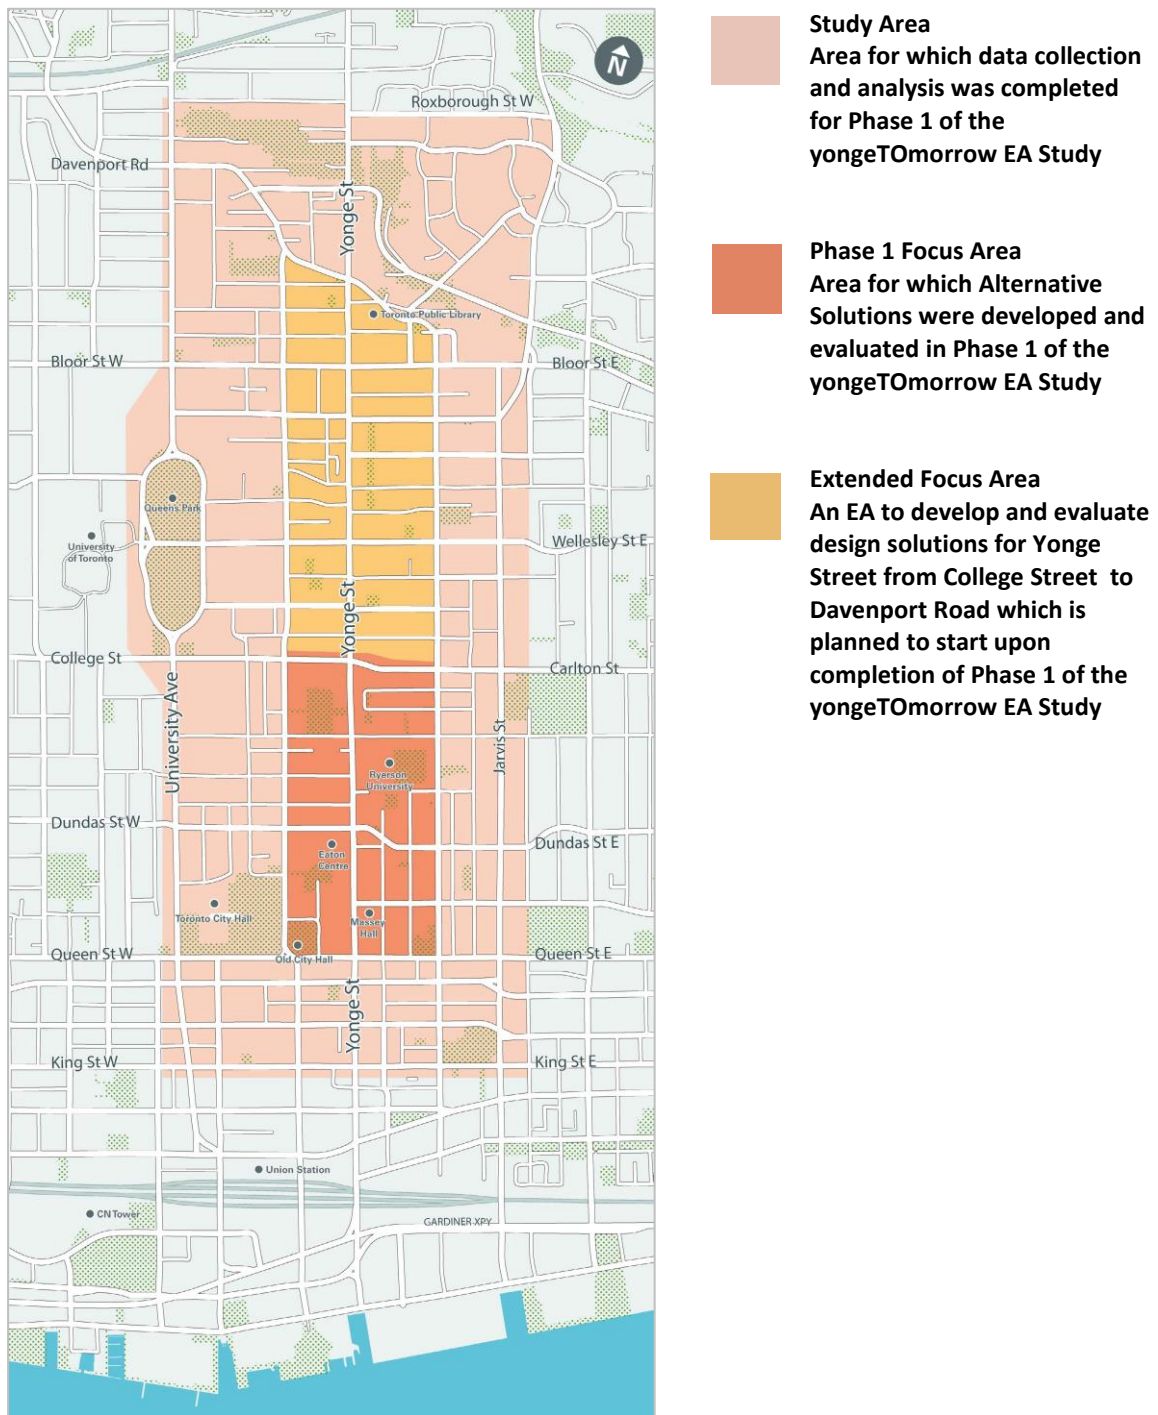 N
Roxborough St W
Davenport Rd
Yonge St
Toronto Public Library
Bloor St W
Bloor St E
Queen's Park
University
of Toronto
Wellesley St E
Yonge St
College St
Carlton St
University Ave
Jarvis St
Ryerson
University
Dundas St W
Dundas St E
Eaton
Centre
Toronto City Hall
Massey
Hall
Queen St W
Old City Hall
Queen St E
Yonge St
King St W
King St E
Union Station
CN Tower
GARDINER XPY
Study Area
Area for which data collection
and analysis was completed
for Phase 1 of the
yongeTOmorrow EA Study
Phase 1 Focus Area
Area for which Alternative
Solutions were developed and
evaluated in Phase 1 of the
yongeTOmorrow EA Study
Extended Focus Area
An EA to develop and evaluate
design solutions for Yonge
Street from College Street to
Davenport Road which is
planned to start upon
completion of Phase 1 of the
yongeTOmorrow EA Study